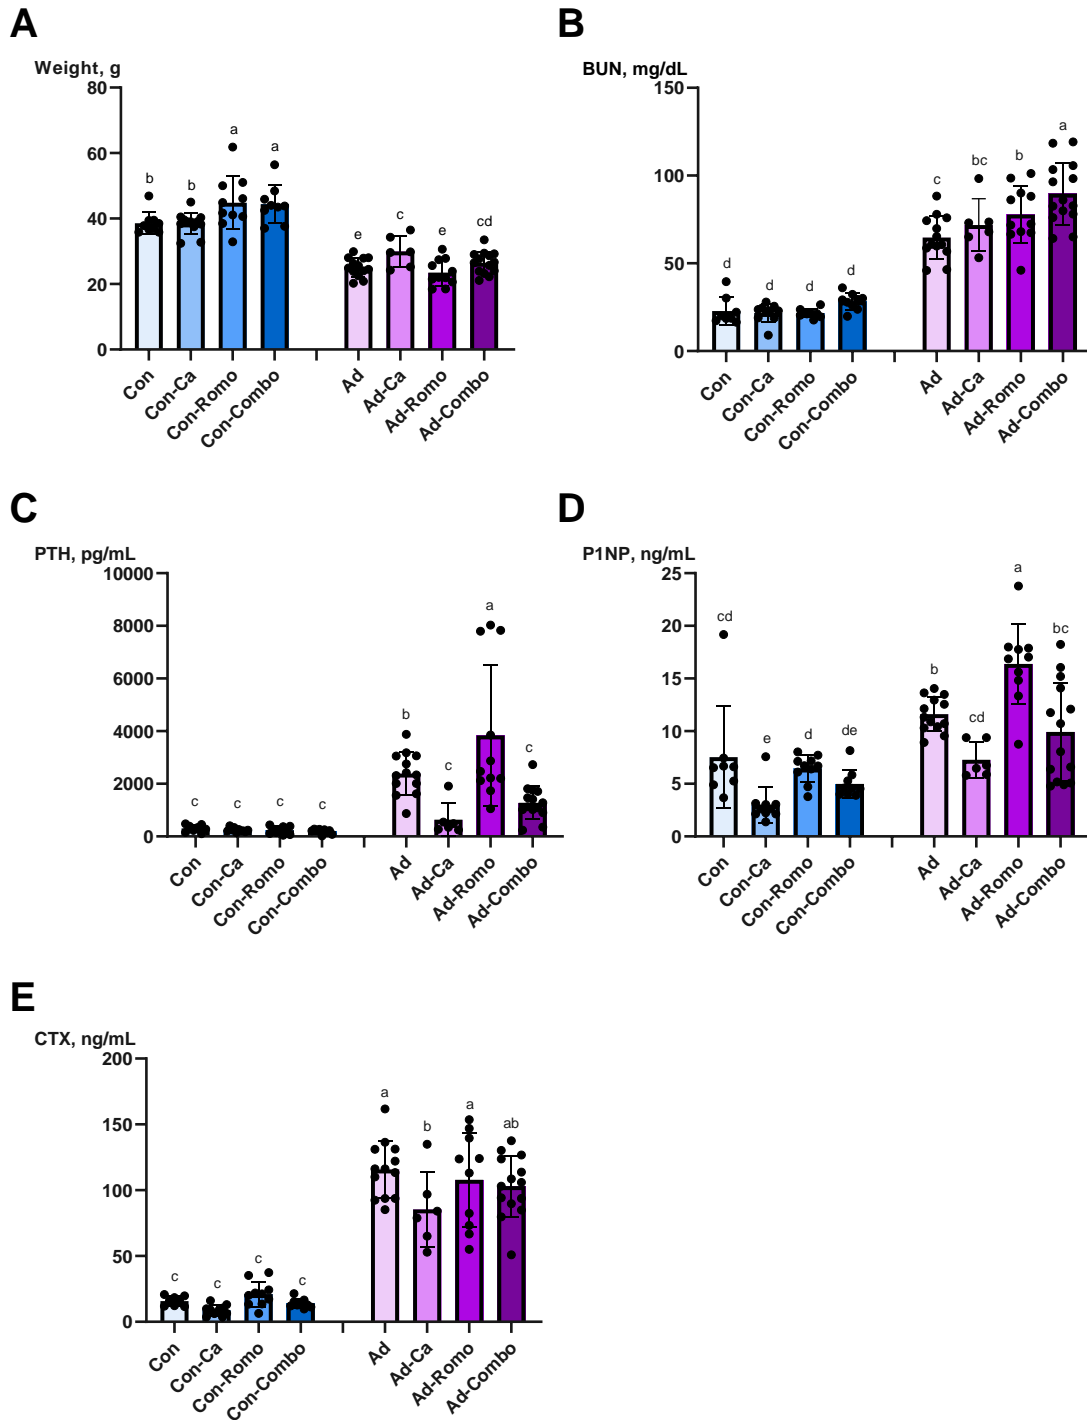 A
Weight, g
80
60
40
20
0
b
b
a
a
e
c
e
cd
Con
Con-Ca
Con-Romo
Con-Combo
Ad
Ad-Ca
Ad-Romo
Ad-Combo
B
BUN, mg/dL
150
100
50
0
d
d
d
d
c
bc
b
a
Con
Con-Ca
Con-Romo
Con-Combo
Ad
Ad-Ca
Ad-Romo
Ad-Combo
C
PTH, pg/mL
10000
8000
6000
4000
2000
0
c
c
c
c
b
c
a
c
Con
Con-Ca
Con-Romo
Con-Combo
Ad
Ad-Ca
Ad-Romo
Ad-Combo
D
P1NP, ng/mL
25
20
15
10
5
0
cd
e
d
de
b
cd
a
bc
Con
Con-Ca
Con-Romo
Con-Combo
Ad
Ad-Ca
Ad-Romo
Ad-Combo
E
CTX, ng/mL
200
150
100
50
0
c
c
c
c
a
b
a
ab
Con
Con-Ca
Con-Romo
Con-Combo
Ad
Ad-Ca
Ad-Romo
Ad-Combo